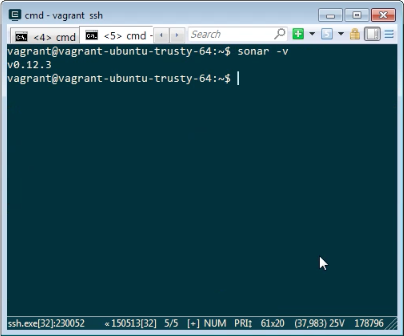 cmd - vagrant ssh
<4> cmd
<5> cmd -
Search
vagrant@vagrant-ubuntu-trusty-64:~$ sonar -v
v0.12.3
vagrant@vagrant-ubuntu-trusty-64:~$
ssh.exe[32]:230052 « 150513[32] 5/5 [+] NUM PRI‡ 61x20 (37,983) 25V 178796